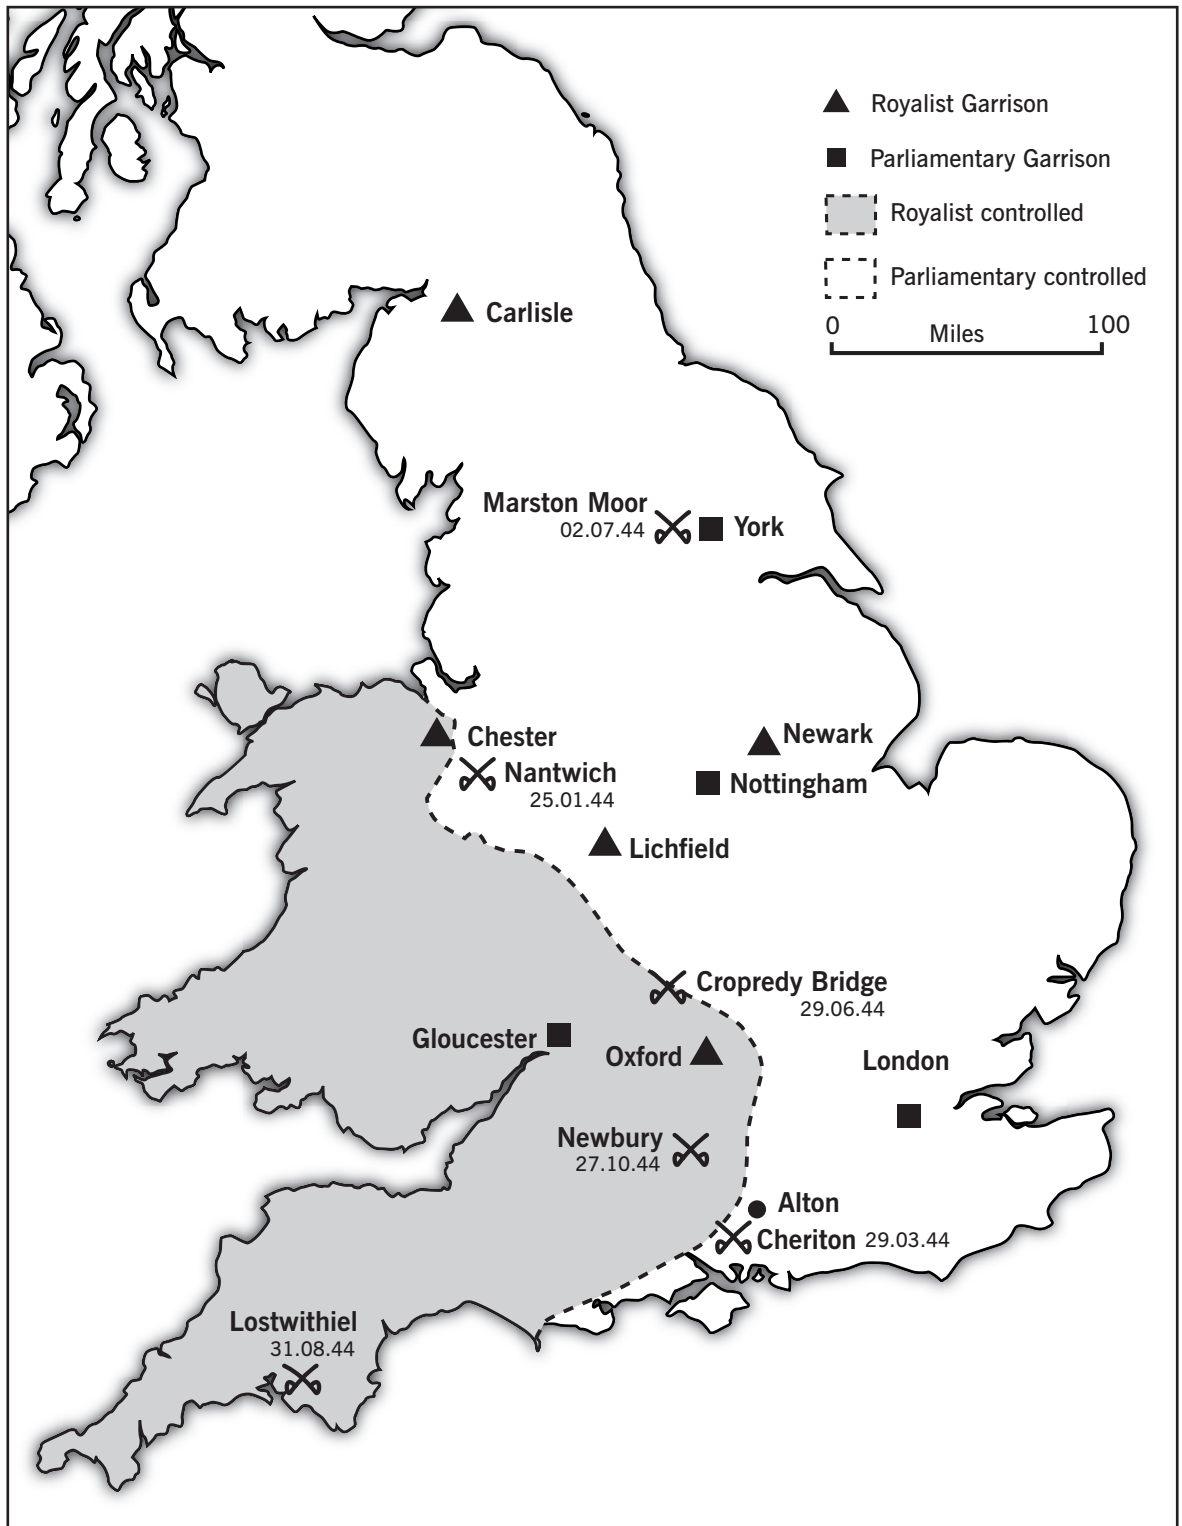 Royalist Garrison
Parliamentary Garrison
Royalist controlled
Parliamentary controlled
0 100
Miles
Carlisle
Marston Moor
02.07.44
York
Chester
Newark
Nantwich
25.01.44
Nottingham
Lichfield
Cropredy Bridge
29.06.44
Gloucester
Oxford
London
Newbury
27.10.44
Alton
Cheriton 29.03.44
Lostwithiel
31.08.44